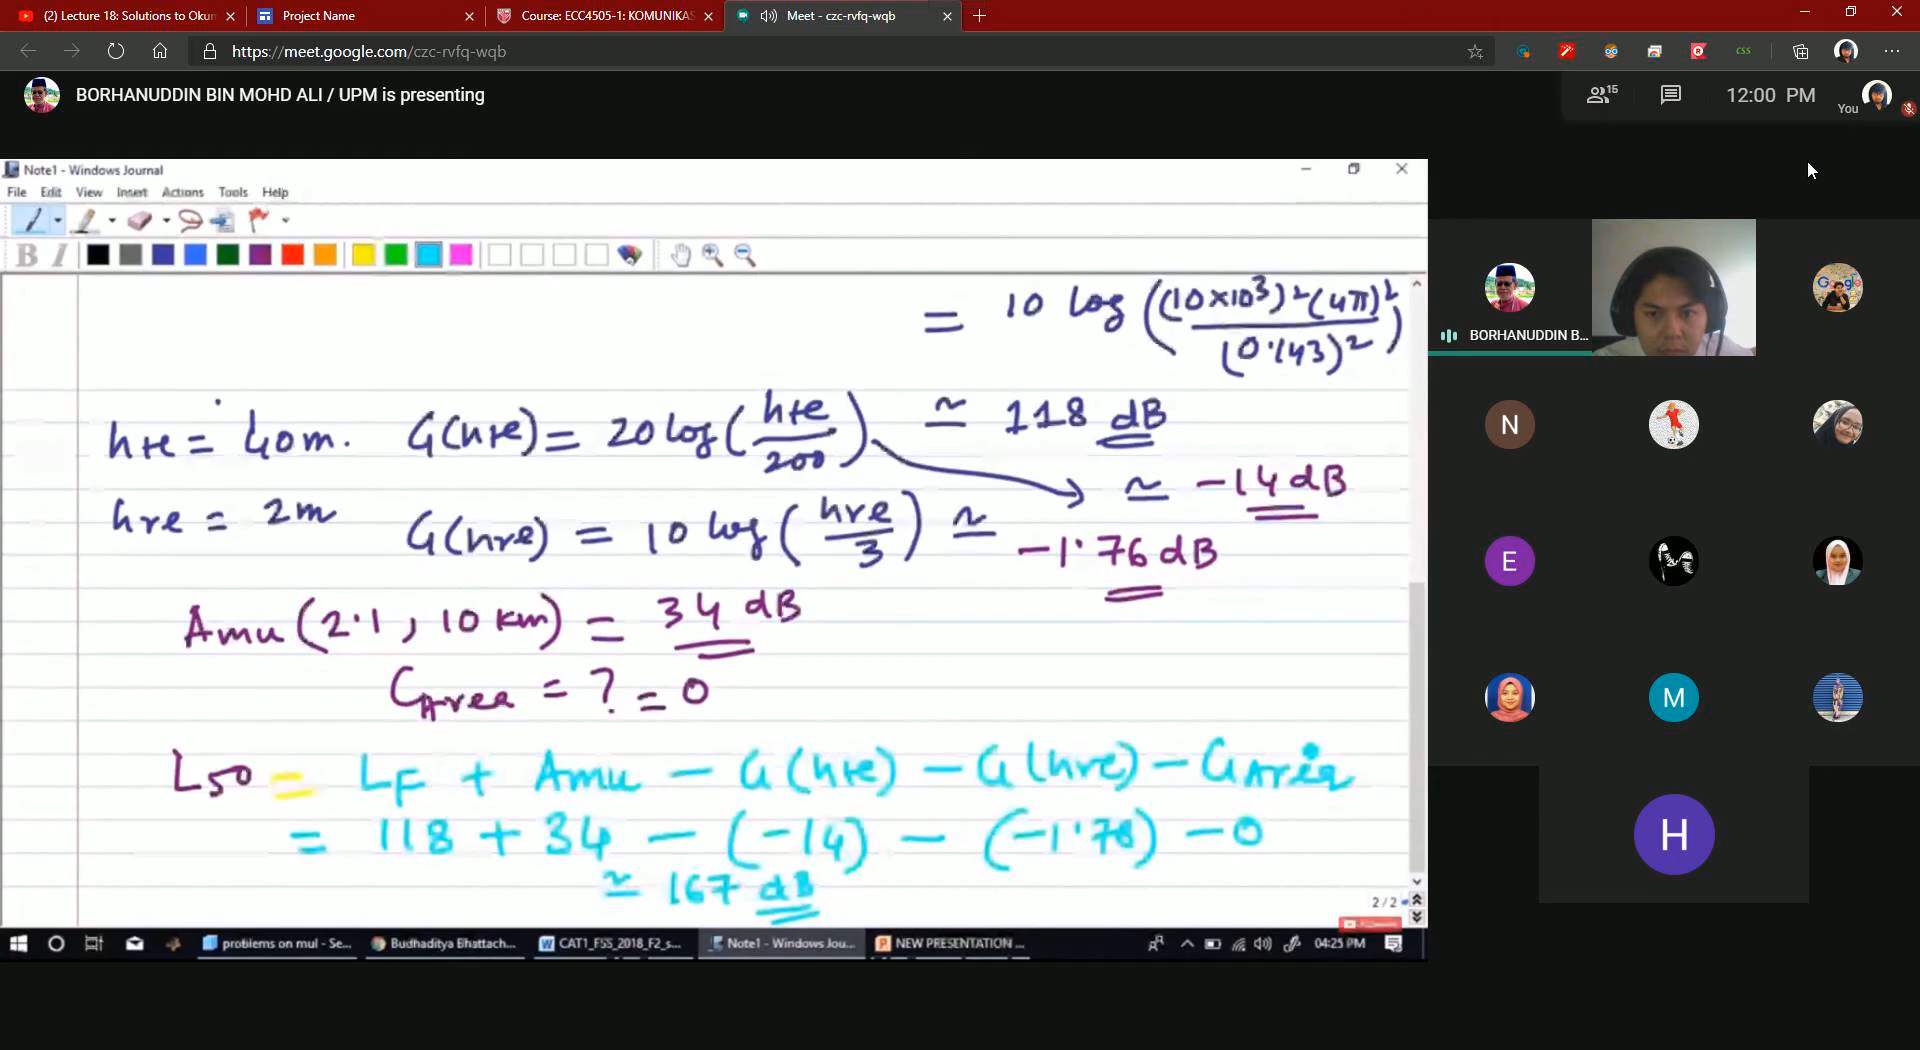 (2) Lecture 18: Solutions to Okur
Project Name
Course: ECC4505-1: KOMUNIKAS
Meet - czc-rvfq-wqb
https://meet.google.com/czc-rvfq-wqb
css
BORHANUDDIN BIN MOHD ALI / UPM is presenting
15
12:00 PM
You
Note1 - Windows Journal
File Edit View Insert Actions Tools Help
B I
= 10 log ((10×10³)²(4π)² / (0.143)²)
hte = 40m. G(hte) = 20 log (hte / 200) ≃ 118 dB
≃ -14 dB
hre = 2m G(hre) = 10 log (hre / 3) ≃
-1.76 dB
Amu (2.1, 10 km) = 34 dB
CArea = ? = 0
L50 = LF + Amu - G(hte) - G(hre) - GArea
= 118 + 34 - (-14) - (-1.76) - 0
≃ 167 dB
2 / 2
problems on mul - Se...
Budhaditya Bhattach...
CAT1_FSS_2018_F2_s...
Note1 - Windows Jou...
NEW PRESENTATION ...
04:25 PM
BORHANUDDIN B...
Google
N
E
M
H